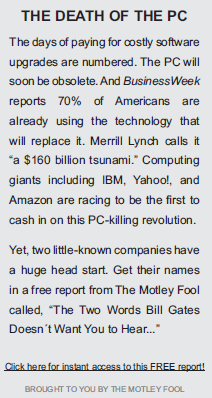 THE DEATH OF THE PC
The days of paying for costly software
upgrades are numbered. The PC will
soon be obsolete. And BusinessWeek
reports 70% of Americans are
already using the technology that
will replace it. Merrill Lynch calls it
“a $160 billion tsunami.” Computing
giants including IBM, Yahoo!, and
Amazon are racing to be the first to
cash in on this PC-killing revolution.
Yet, two little-known companies have
a huge head start. Get their names
in a free report from The Motley Fool
called, “The Two Words Bill Gates
Doesn´t Want You to Hear...”
Click here for instant access to this FREE report!
BROUGHT TO YOU BY THE MOTLEY FOOL